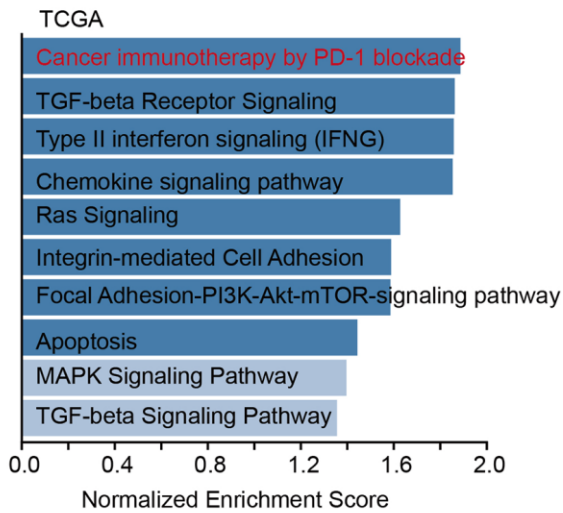 TCGA
Cancer immunotherapy by PD-1 blockade
TGF-beta Receptor Signaling
Type II interferon signaling (IFNG)
Chemokine signaling pathway
Ras Signaling
Integrin-mediated Cell Adhesion
Focal Adhesion-PI3K-Akt-mTOR-signaling pathway
Apoptosis
MAPK Signaling Pathway
TGF-beta Signaling Pathway
0.0 0.4 0.8 1.2 1.6 2.0
Normalized Enrichment Score